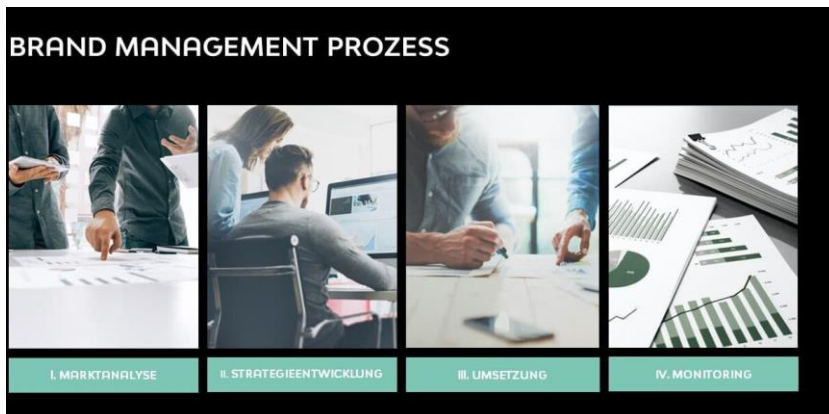 BRAND MANAGEMENT PROZESS
I. MARKTANALYSE
II. STRATEGIEENTWICKLUNG
III. UMSETZUNG
IV. MONITORING